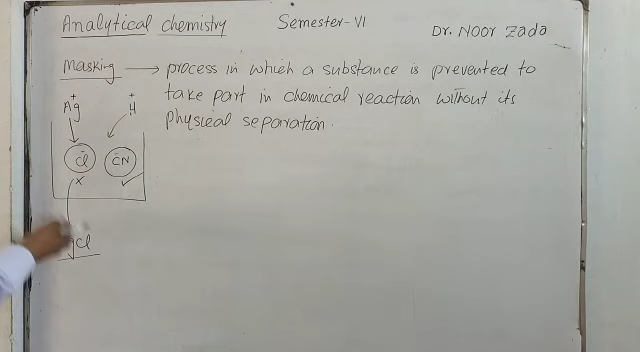 Analytical chemistry Semester-VI Dr. Noor Zada
Masking → process in which a substance is prevented to
take part in chemical reaction without its
physical separation.
Ag+ H+
Cl- CN-
x ✓
gCl